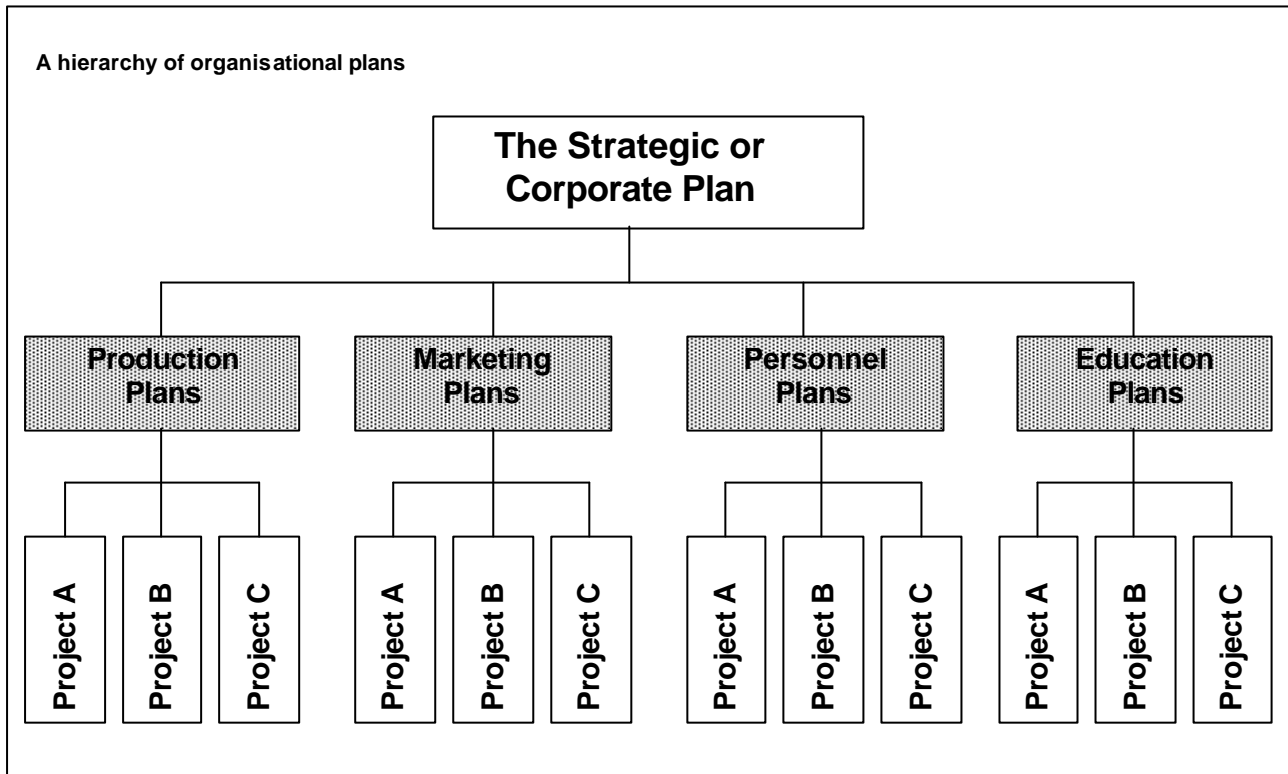 A hierarchy of organisational plans
The Strategic or
Corporate Plan
Production
Plans
Marketing
Plans
Personnel
Plans
Education
Plans
Project A
Project B
Project C
Project A
Project B
Project C
Project A
Project B
Project C
Project A
Project B
Project C